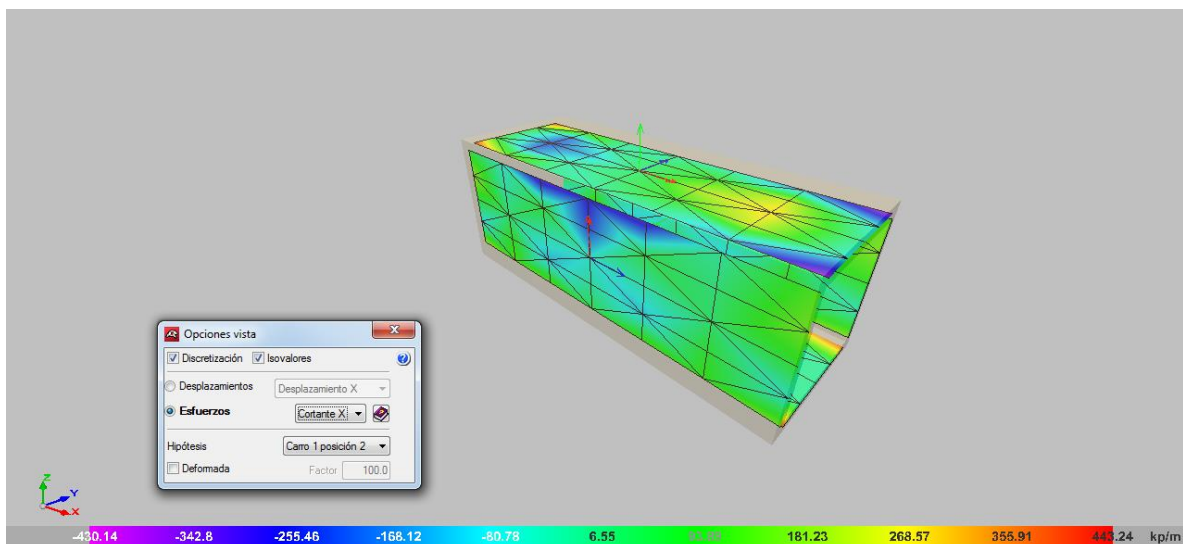 Opciones vista
Discretización Isovalores
Desplazamientos Desplazamiento X
Esfuerzos Cortante X
Hipótesis Carro 1 posición 2
Deformada Factor 100.0
Z
Y
X
-430.14 -342.8 -255.46 -168.12 -80.78 6.55 181.23 268.57 355.91 443.24 kp/m